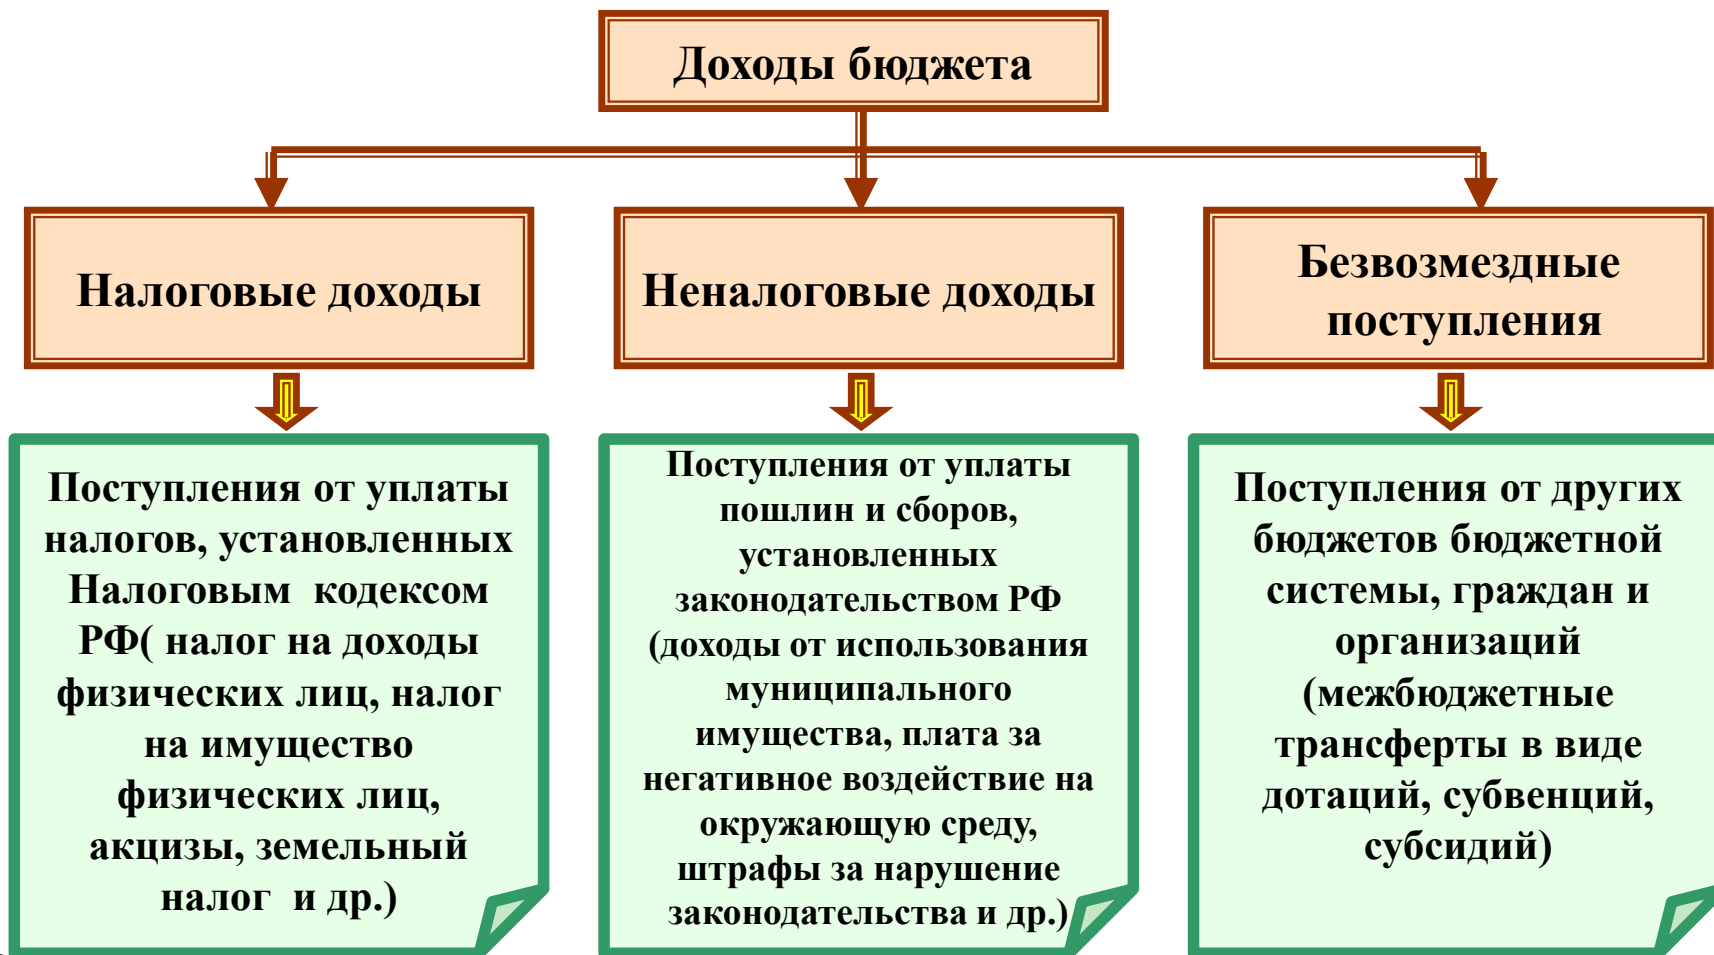 Доходы бюджета
Налоговые доходы
Неналоговые доходы
Безвозмездные
поступления
Поступления от уплаты
налогов, установленных
Налоговым  кодексом
РФ( налог на доходы
физических лиц, налог
на имущество
физических лиц,
акцизы, земельный
налог  и др.)
Поступления от уплаты
пошлин и сборов,
установленных
законодательством РФ
(доходы от использования
муниципального
имущества, плата за
негативное воздействие на
окружающую среду,
штрафы за нарушение
законодательства и др.)
Поступления от других
бюджетов бюджетной
системы, граждан и
организаций
(межбюджетные
трансферты в виде
дотаций, субвенций,
субсидий)